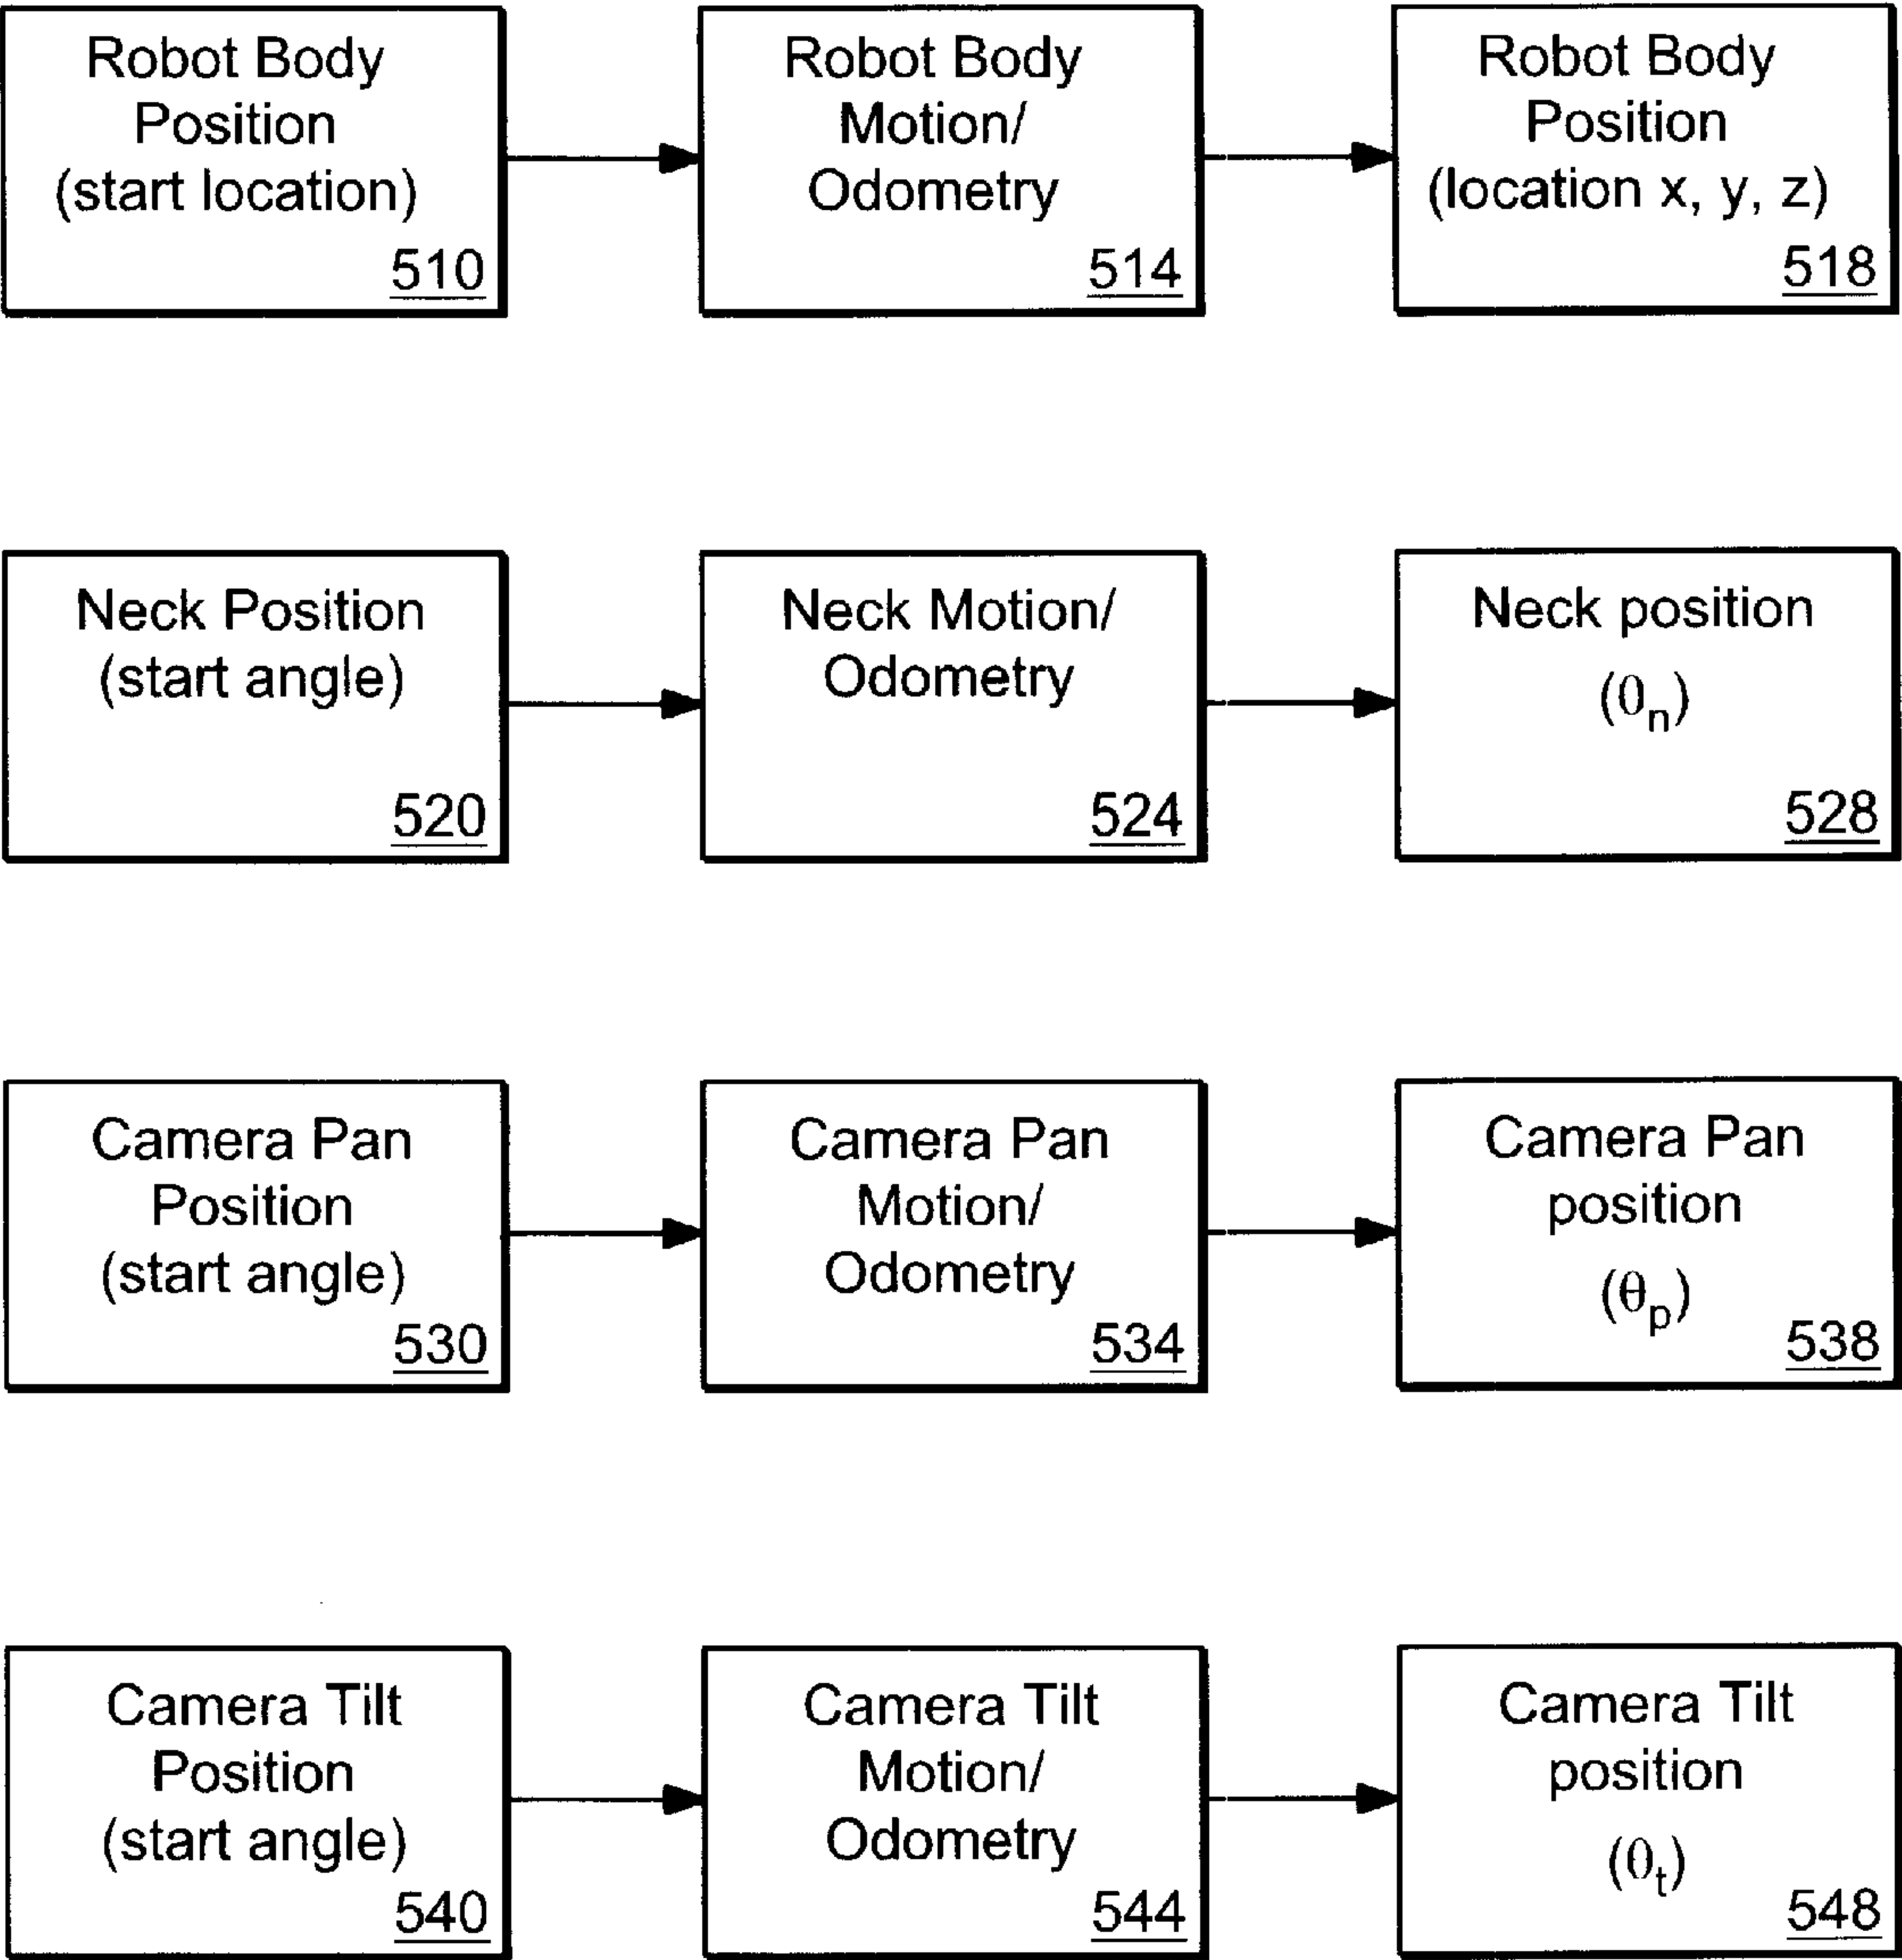 Robot Body
Position
(start location)
510
Robot Body
Motion/
Odometry
514
Robot Body
Position
(location x, y, z)
518
Neck Position
(start angle)
520
Neck Motion/
Odometry
524
Neck position
(θn)
528
Camera Pan
Position
(start angle)
530
Camera Pan
Motion/
Odometry
534
Camera Pan
position
(θp)
538
Camera Tilt
Position
(start angle)
540
Camera Tilt
Motion/
Odometry
544
Camera Tilt
position
(θt)
548